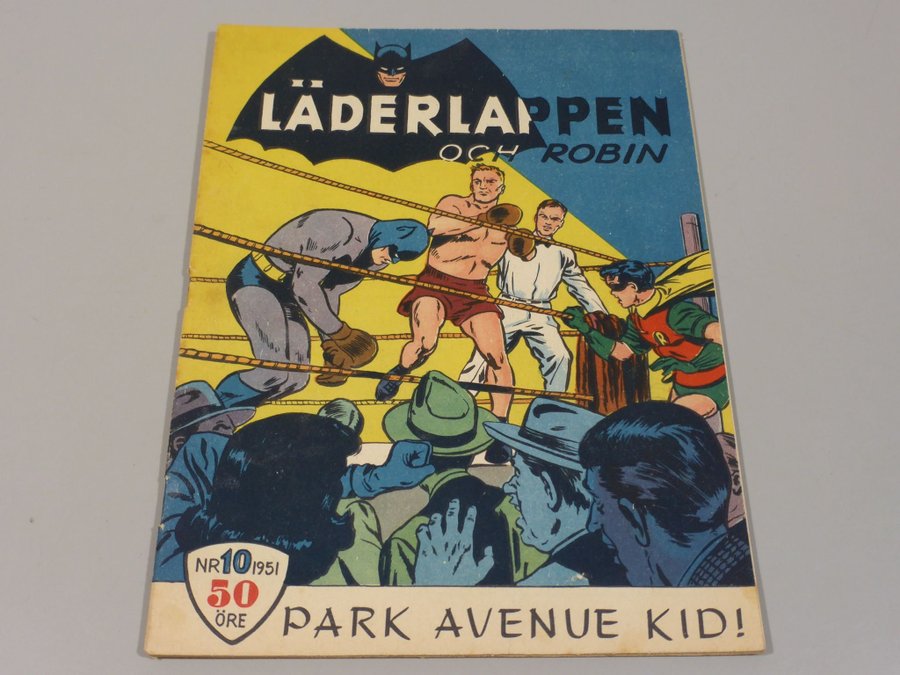 LÄDERLAPPEN
OCH ROBIN
R
NR 10 1951
50
ÖRE
PARK AVENUE KID!